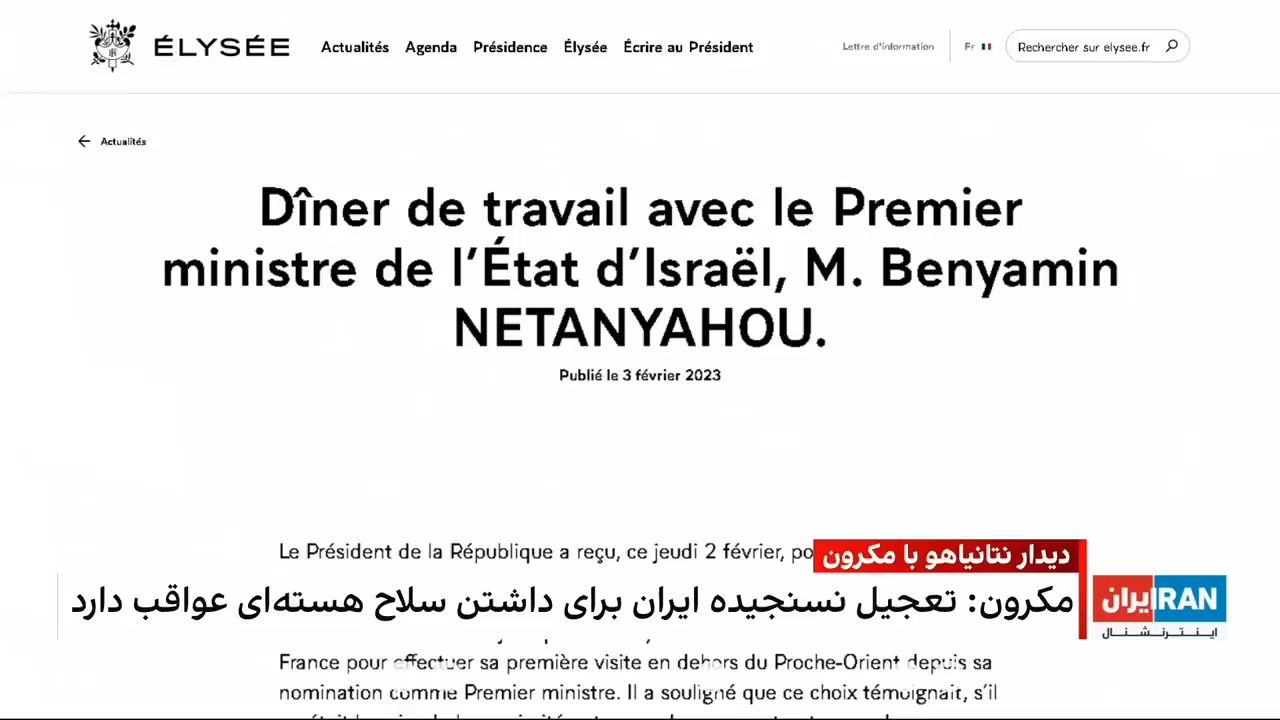 ÉLYSÉE Actualités Agenda Présidence Élysée Écrire au Président Lettre d'information Fr Rechercher sur elysee.fr
← Actualités
Dîner de travail avec le Premier
ministre de l'État d'Israël, M. Benyamin
NETANYAHOU.
Publié le 3 février 2023
Le Président de la République a reçu, ce jeudi 2 février, po
دیدار نتانیاهو با مکرون
مکرون: تعجیل نسنجیده ایران برای داشتن سلاح هسته‌ای عواقب دارد
ایران IRAN
اینترنشنال
France pour effectuer sa première visite en dehors du Proche-Orient depuis sa
nomination comme Premier ministre. Il a souligné que ce choix témoignait, s'il